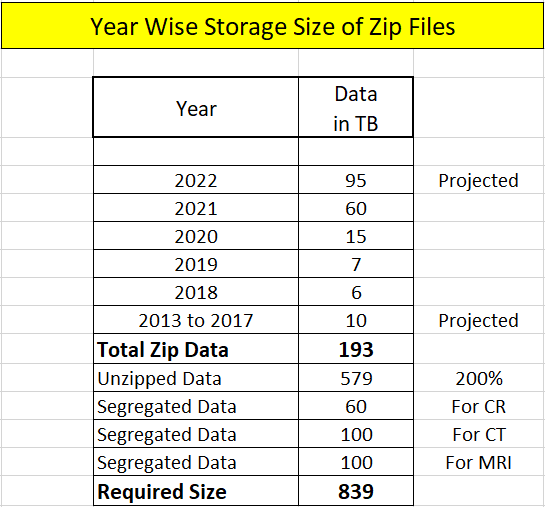 Year Wise Storage Size of Zip Files
Year Data in TB
2022 95 Projected
2021 60
2020 15
2019 7
2018 6
2013 to 2017 10 Projected
Total Zip Data 193
Unzipped Data 579 200%
Segregated Data 60 For CR
Segregated Data 100 For CT
Segregated Data 100 For MRI
Required Size 839